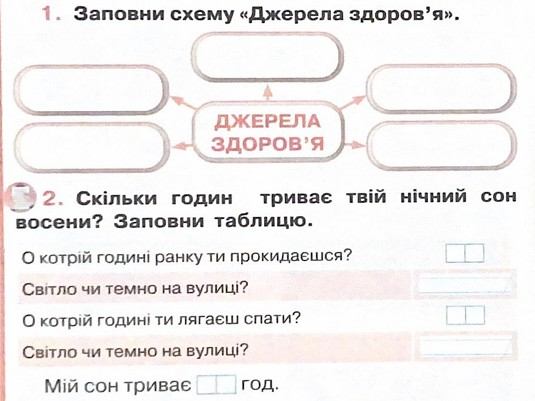 1. Заповни схему «Джерела здоров’я».
ДЖЕРЕЛА
ЗДОРОВ’Я
2. Скільки годин триває твій нічний сон
восени? Заповни таблицю.
О котрій годині ранку ти прокидаєшся?
Світло чи темно на вулиці?
О котрій годині ти лягаєш спати?
Світло чи темно на вулиці?
Мій сон триває год.